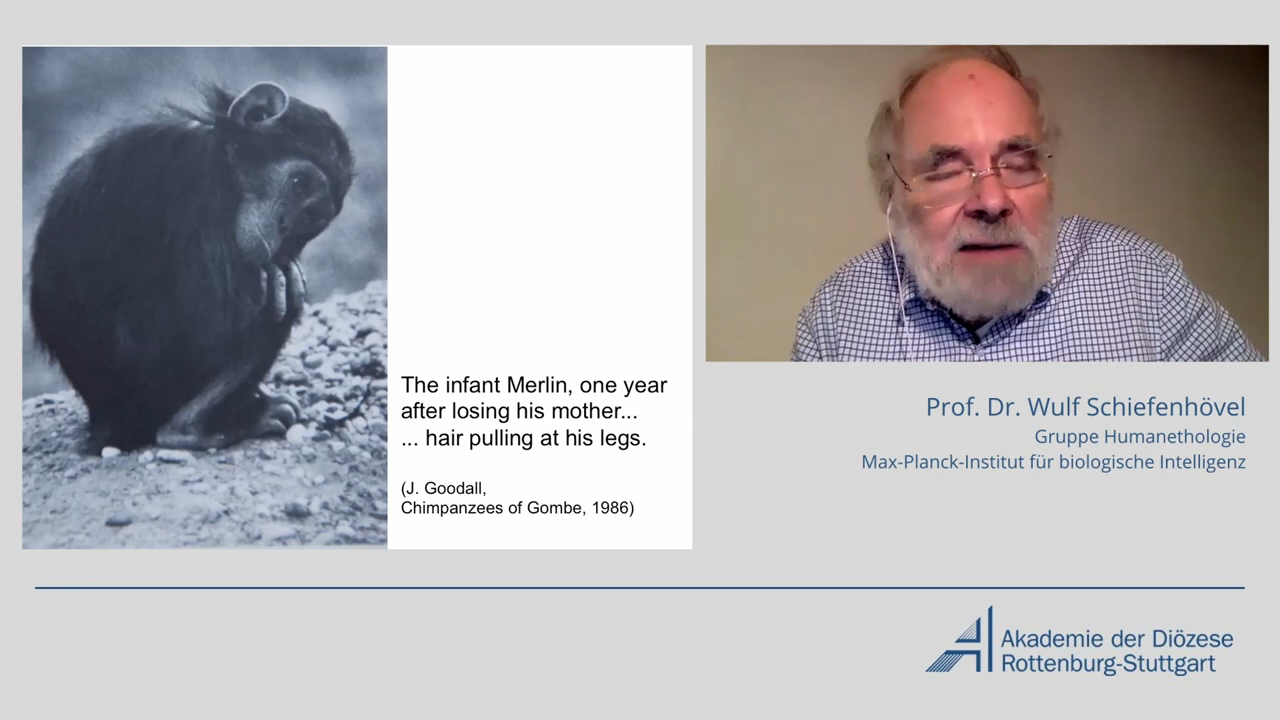 The infant Merlin, one year
after losing his mother...
... hair pulling at his legs.
(J. Goodall,
Chimpanzees of Gombe, 1986)
Prof. Dr. Wulf Schiefenhövel
Gruppe Humanethologie
Max-Planck-Institut für biologische Intelligenz
Akademie der Diözese
Rottenburg-Stuttgart